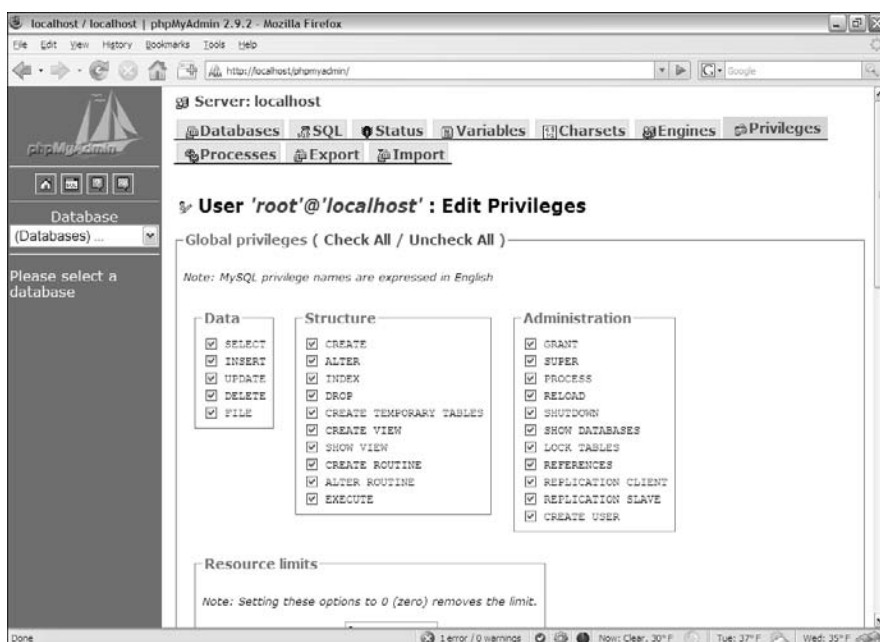 localhost / localhost | phpMyAdmin 2.9.2 - Mozilla Firefox
File Edit View History Bookmarks Tools Help
http://localhost/phpmyadmin/
Google
phpMyAdmin
Database
(Databases) ...
Please select a
database
Server: localhost
Databases SQL Status Variables Charsets Engines Privileges
Processes Export Import
User 'root'@'localhost' : Edit Privileges
Global privileges ( Check All / Uncheck All )
Note: MySQL privilege names are expressed in English
Data
SELECT
INSERT
UPDATE
DELETE
FILE
Structure
CREATE
ALTER
INDEX
DROP
CREATE TEMPORARY TABLES
CREATE VIEW
SHOW VIEW
CREATE ROUTINE
ALTER ROUTINE
EXECUTE
Administration
GRANT
SUPER
PROCESS
RELOAD
SHUTDOWN
SHOW DATABASES
LOCK TABLES
REFERENCES
REPLICATION CLIENT
REPLICATION SLAVE
CREATE USER
Resource limits
Note: Setting these options to 0 (zero) removes the limit.
Done
1 error / 0 warnings Now: Clear, 30° F Tue: 37° F Wed: 35° F